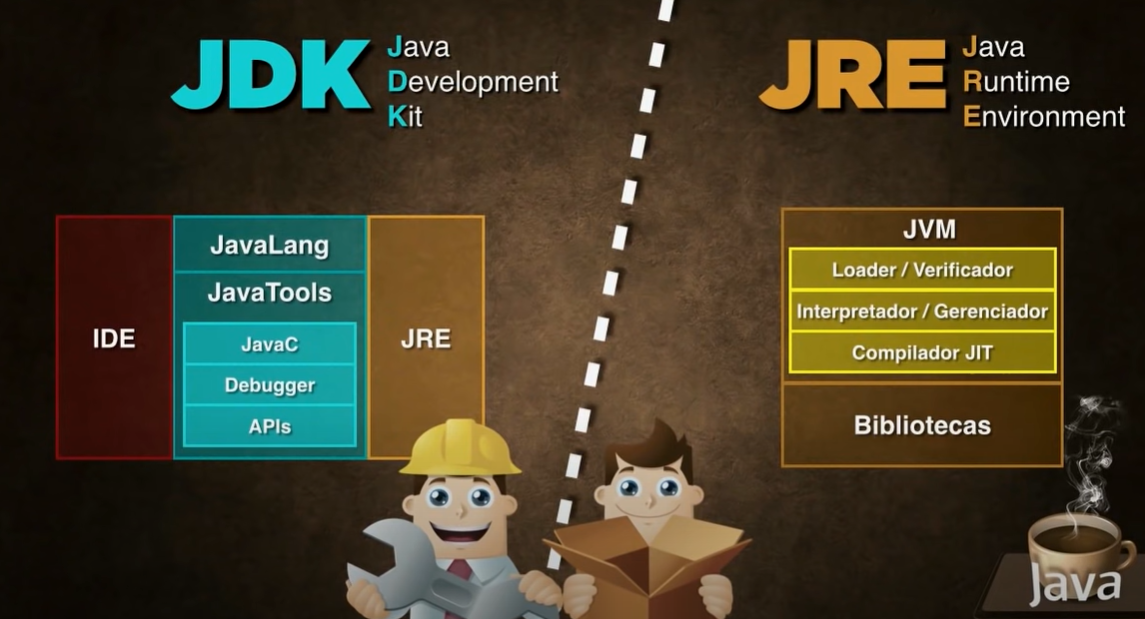 JDK
Java
Development
Kit
JRE
Java
Runtime
Environment
IDE
JavaLang
JavaTools
JavaC
Debugger
APIs
JRE
JVM
Loader / Verificador
Interpretador / Gerenciador
Compilador JIT
Bibliotecas
Java